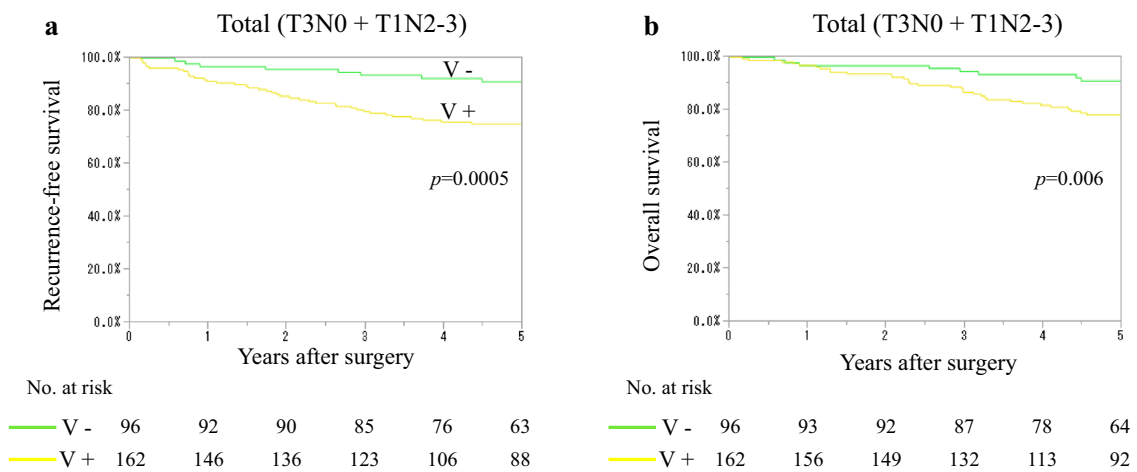 a Total (T3N0 + T1N2-3)
100.0%
80.0%
60.0%
40.0%
20.0%
0.0%
Recurrence-free survival
V -
V +
p=0.0005
0 1 2 3 4 5
Years after surgery
No. at risk
V - 96 92 90 85 76 63
V + 162 146 136 123 106 88
b Total (T3N0 + T1N2-3)
100.0%
80.0%
60.0%
40.0%
20.0%
0.0%
Overall survival
p=0.006
0 1 2 3 4 5
Years after surgery
No. at risk
V - 96 93 92 87 78 64
V + 162 156 149 132 113 92